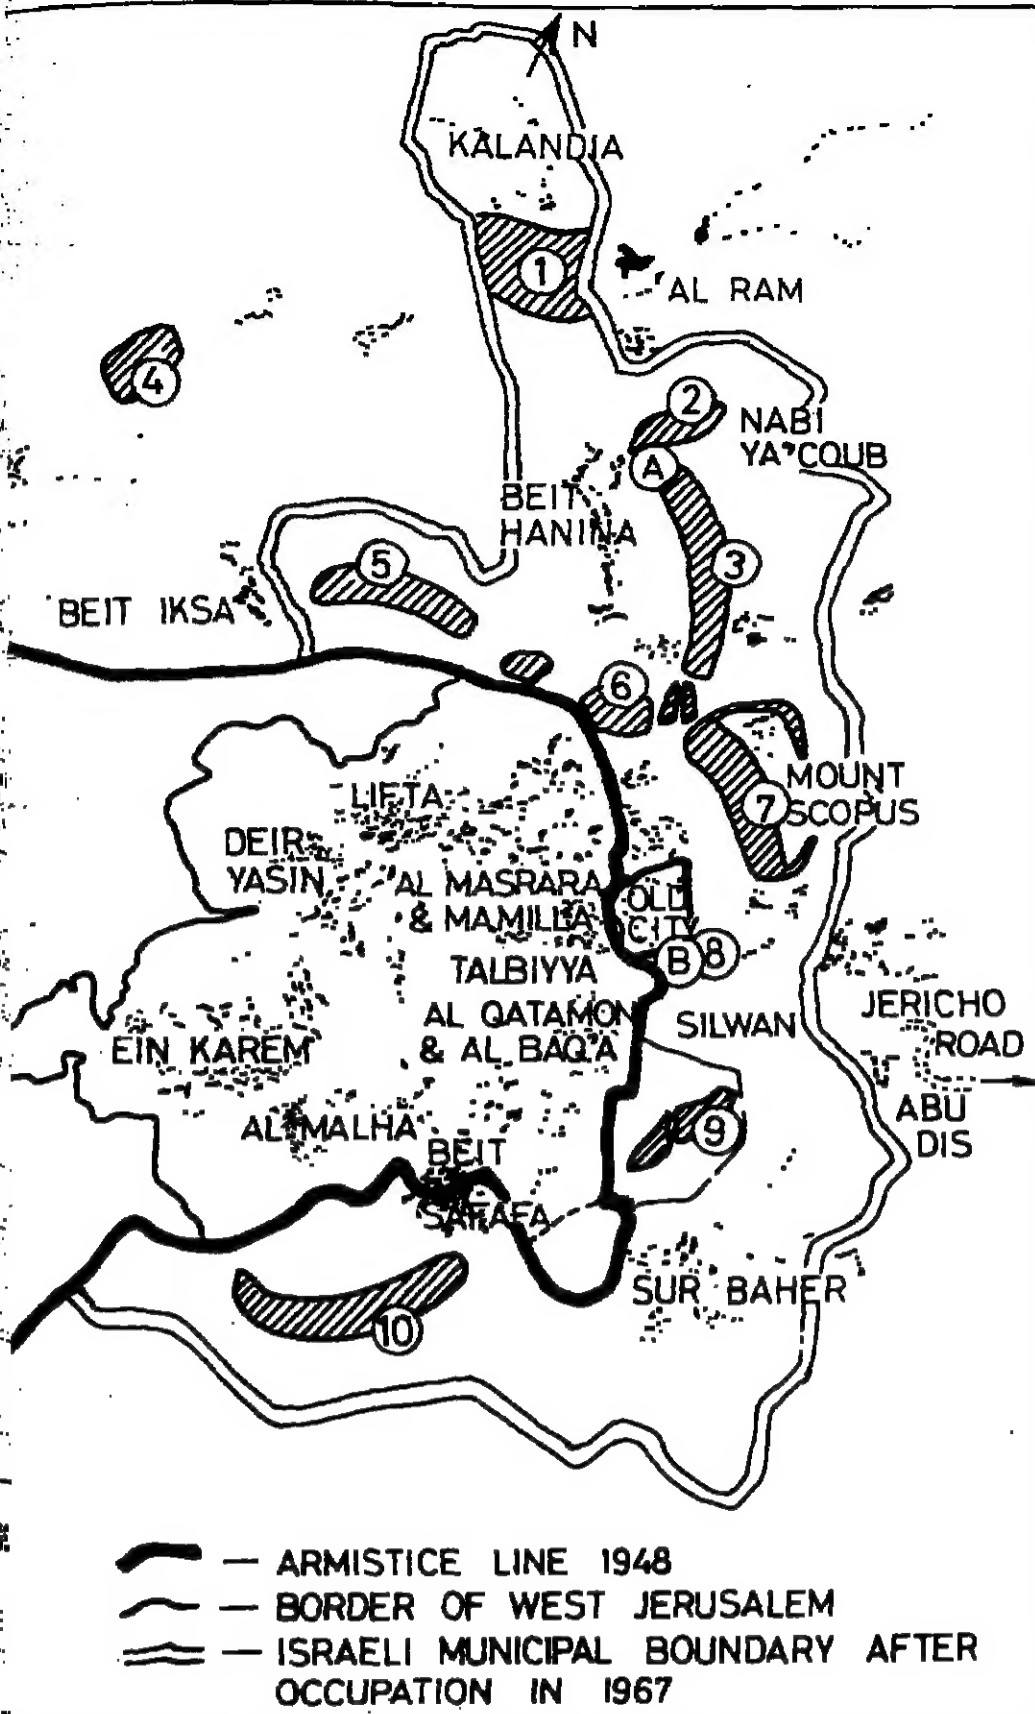 N
KALANDIA
1
AL RAM
4
2
NABI
YA'COUB
A
BEIT
HANINA
3
5
BEIT IKSA
6
MOUNT
SCOPUS
7
LIFTA
DEIR
YASIN
AL MASRARA
& MAMILLA
OLD
CITY
B
8
TALBIYYA
AL QATAMON
& AL BAQ'A
SILWAN
JERICHO
ROAD
EIN KAREM
ABU
DIS
AL MALHA
9
BEIT
SAFAFA
SUR BAHER
10
— ARMISTICE LINE 1948
— BORDER OF WEST JERUSALEM
— ISRAELI MUNICIPAL BOUNDARY AFTER
OCCUPATION IN 1967